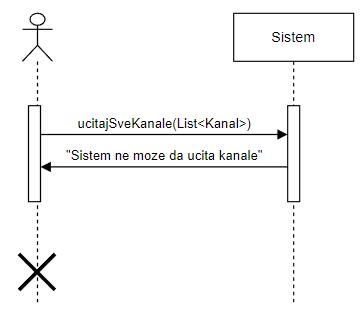 Sistem
ucitajSveKanale(List<Kanal>)
"Sistem ne moze da ucita kanale"